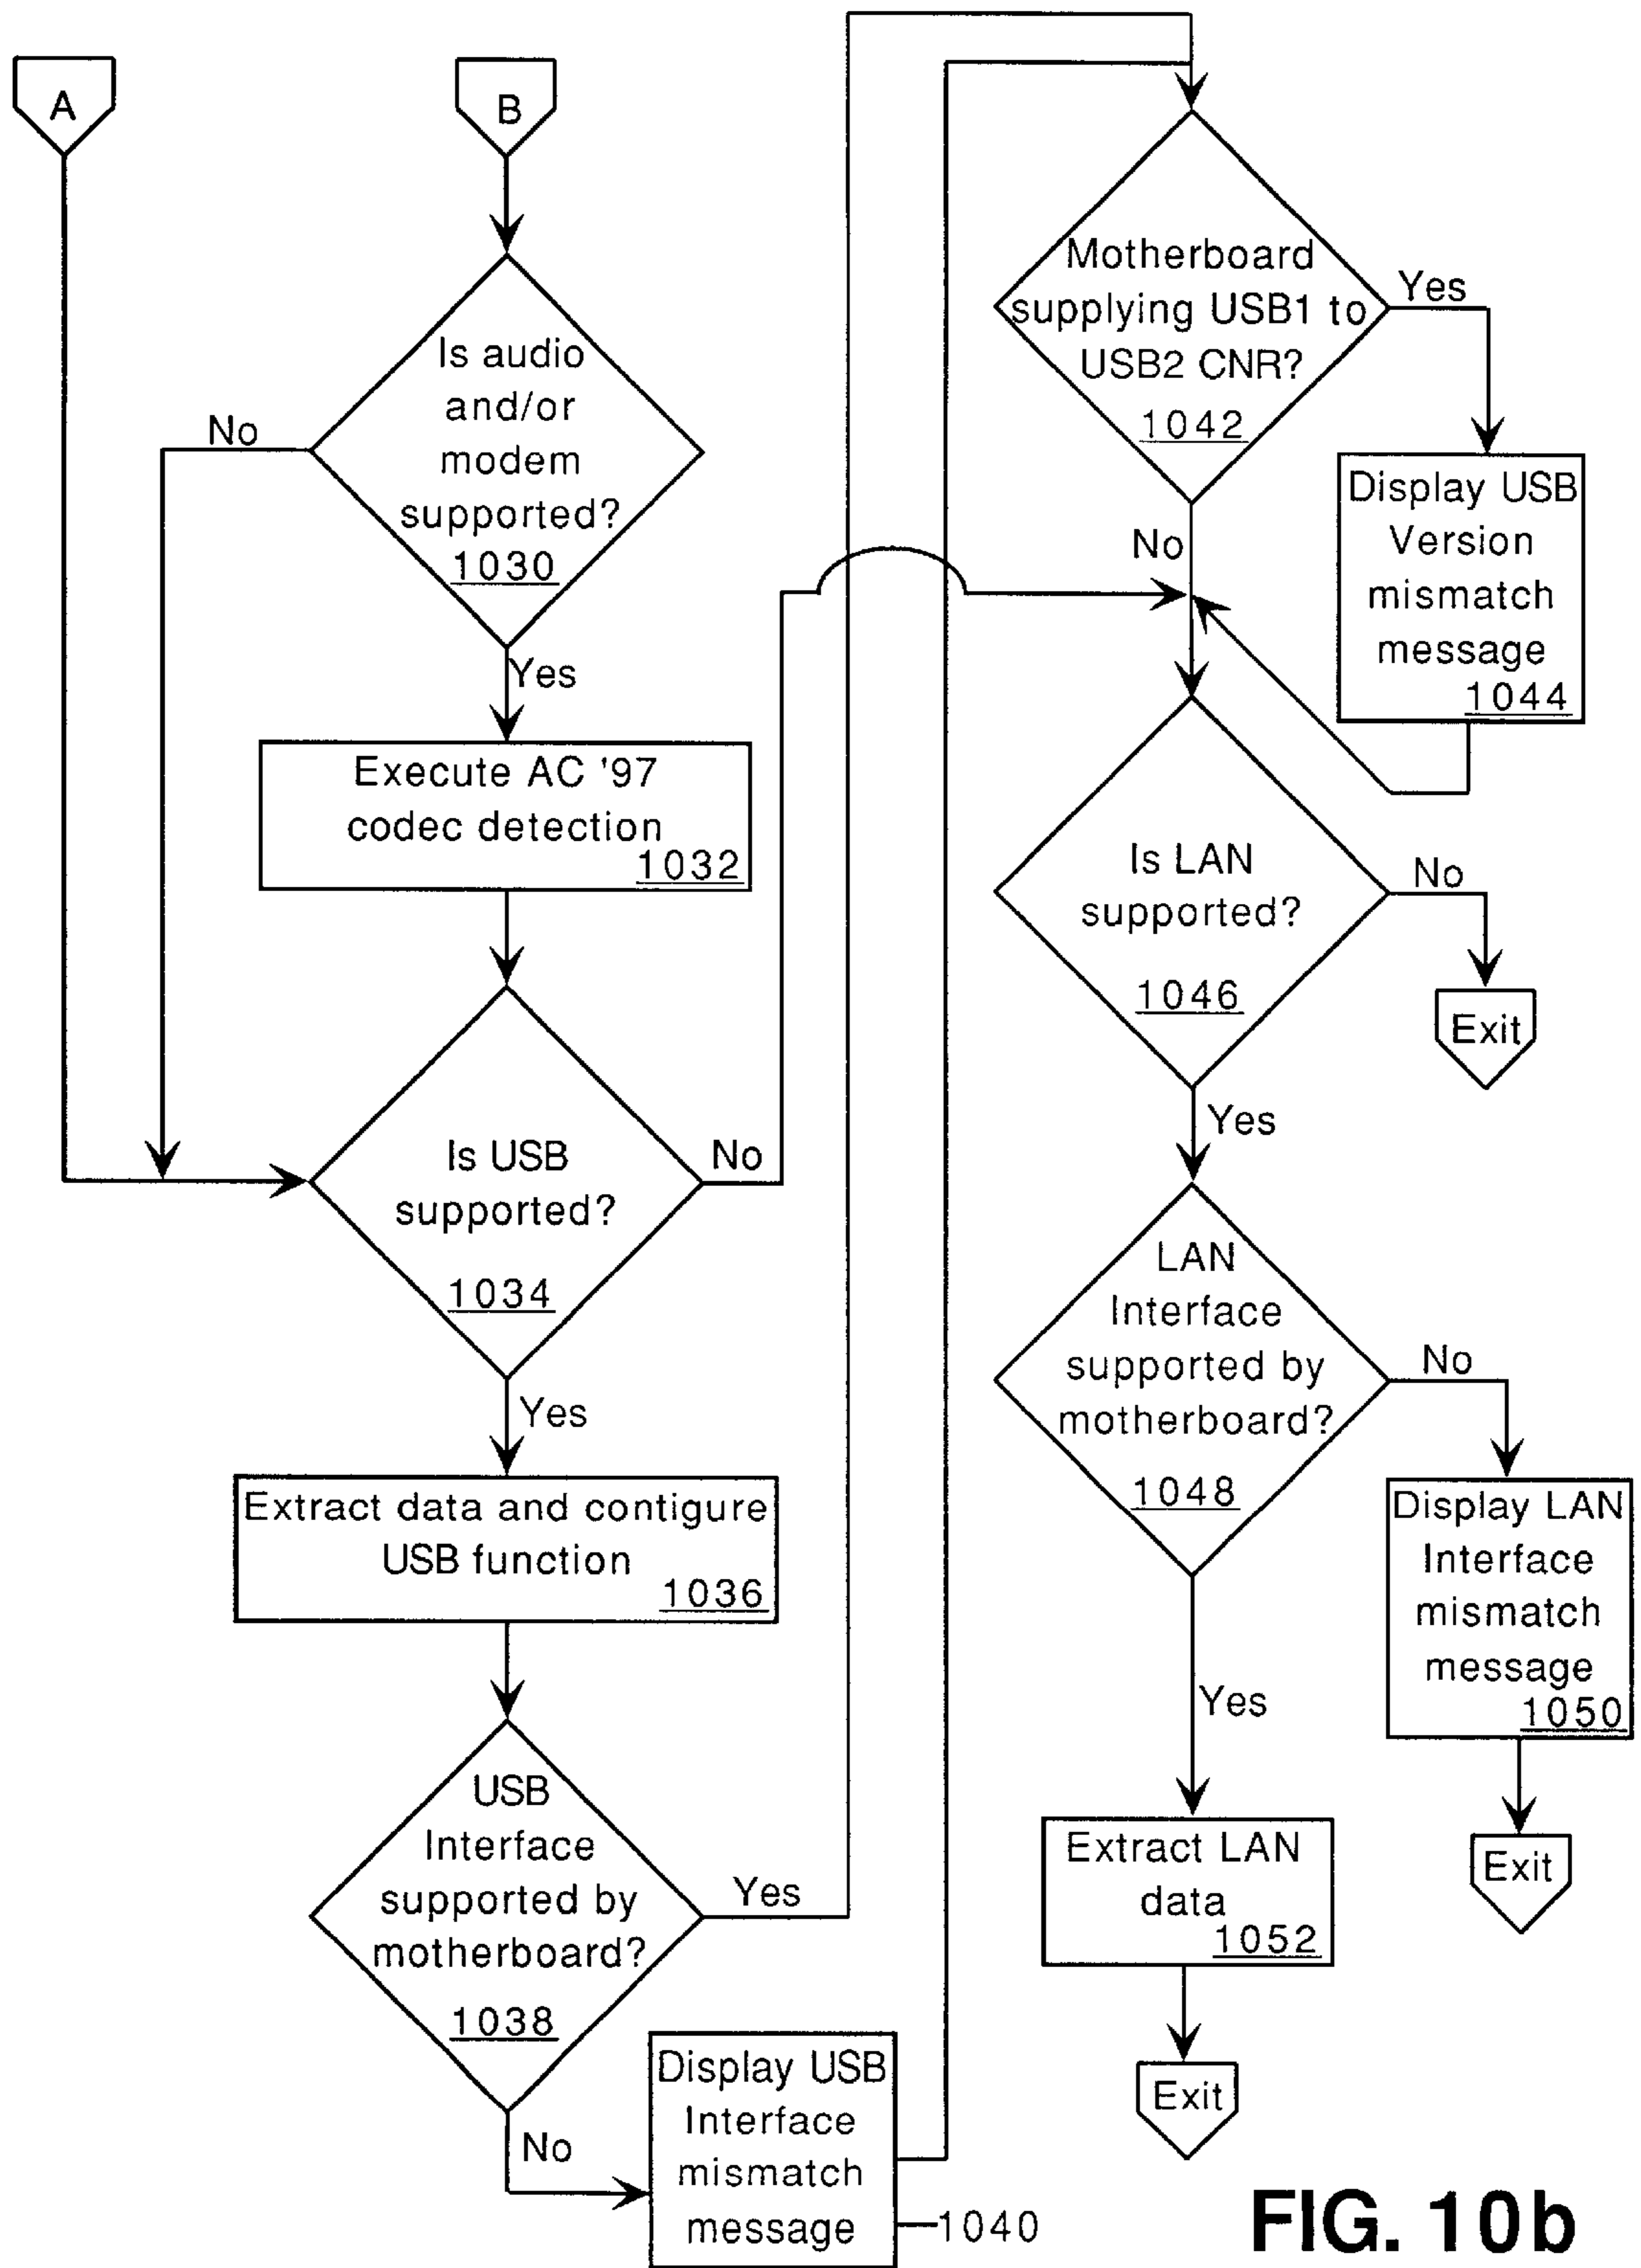 A
B
Is audio
and/or
modem
supported?
1030
No
Yes
Execute AC '97
codec detection
1032
Is USB
supported?
1034
No
Yes
Extract data and contigure
USB function
1036
USB
Interface
supported by
motherboard?
1038
Yes
No
Display USB
Interface
mismatch
message
1040
Motherboard
supplying USB1 to
USB2 CNR?
1042
Yes
No
Display USB
Version
mismatch
message
1044
Is LAN
supported?
1046
No
Exit
Yes
LAN
Interface
supported by
motherboard?
1048
No
Display LAN
Interface
mismatch
message
1050
Exit
Yes
Extract LAN
data
1052
Exit
FIG. 10b